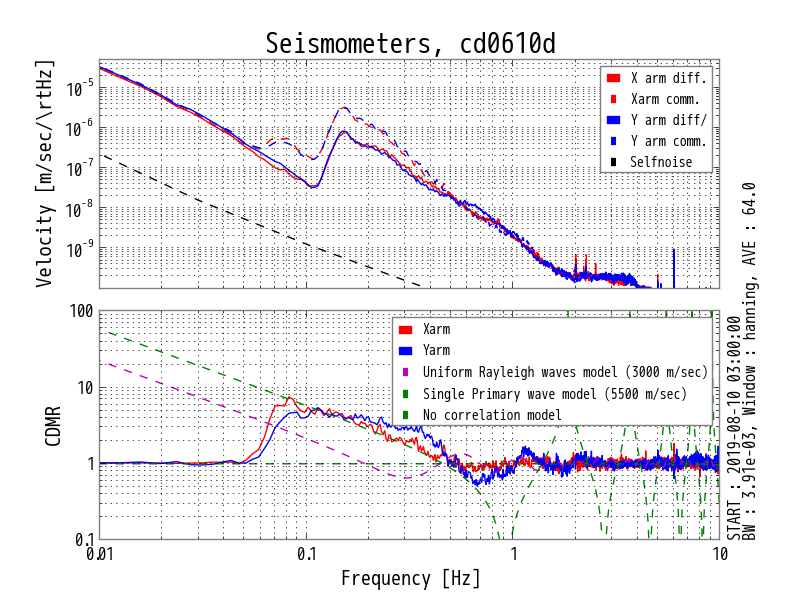 Seismometers, cd0610d
Velocity [m/sec/\rtHz]
10^-5
10^-6
10^-7
10^-8
10^-9
X arm diff.
Xarm comm.
Y arm diff/
Y arm comm.
Selfnoise
CDMR
100
10
1
0.1
Xarm
Yarm
Uniform Rayleigh waves model (3000 m/sec)
Single Primary wave model (5500 m/sec)
No correlation model
0.01
0.1
1
10
Frequency [Hz]
START : 2019-08-10 03:00:00
BW : 3.91e-03, Window : hanning, AVE : 64.0